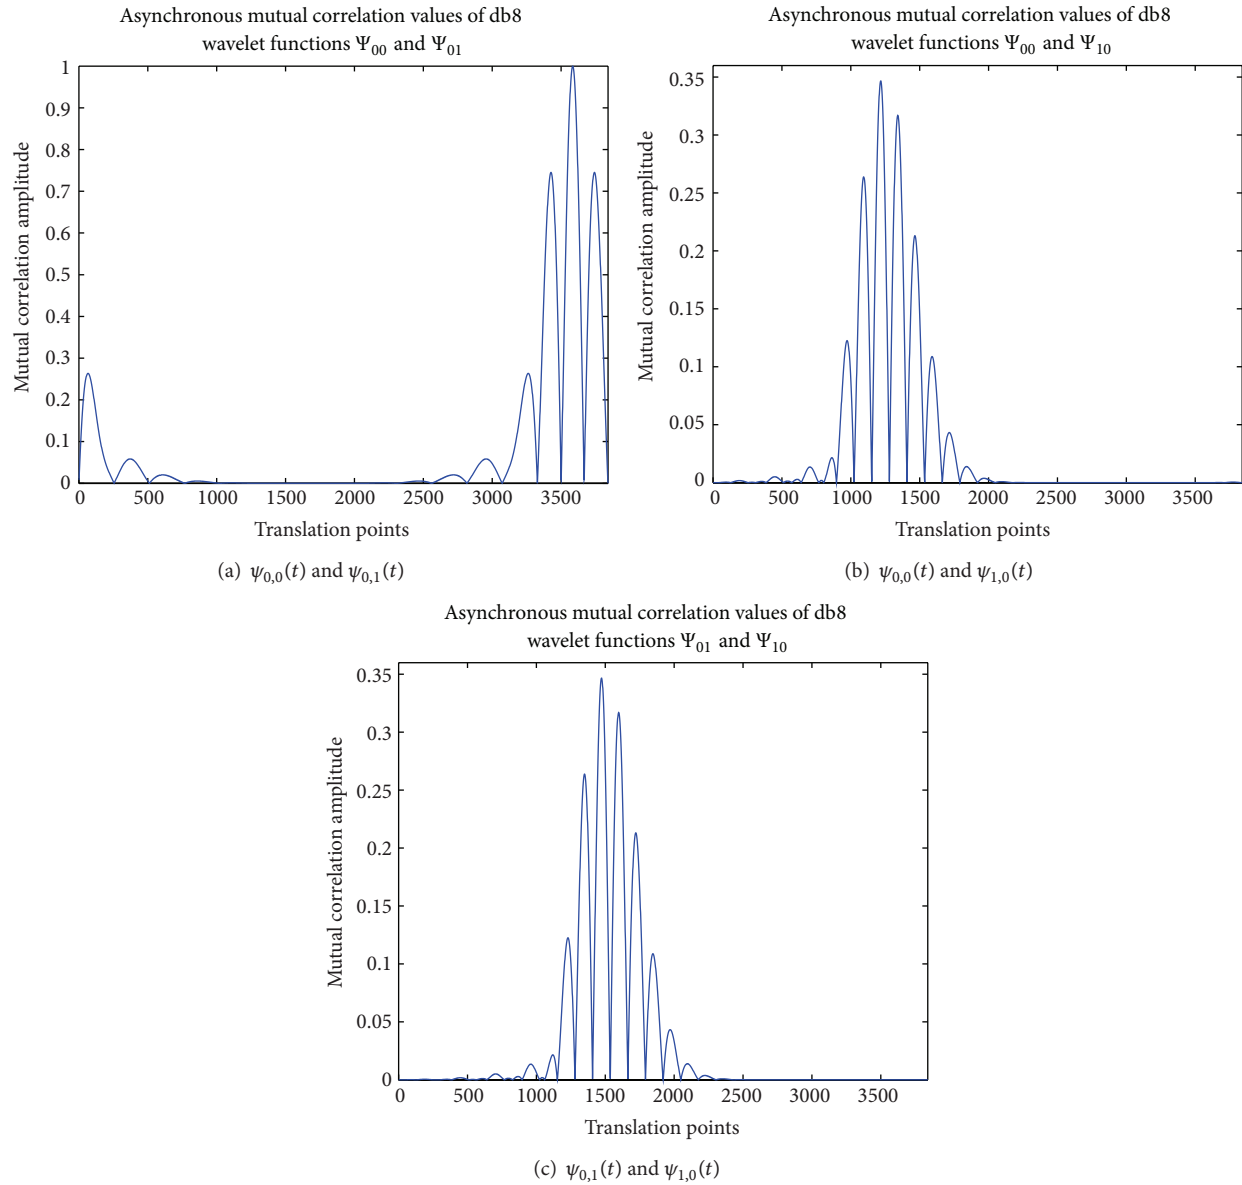 Asynchronous mutual correlation values of db8
wavelet functions Ψ00 and Ψ01
1
0.9
0.8
0.7
0.6
0.5
0.4
0.3
0.2
0.1
0
Mutual correlation amplitude
0 500 1000 1500 2000 2500 3000 3500
Translation points
(a) ψ0,0(t) and ψ0,1(t)
Asynchronous mutual correlation values of db8
wavelet functions Ψ00 and Ψ10
0.35
0.3
0.25
0.2
0.15
0.1
0.05
0
Mutual correlation amplitude
0 500 1000 1500 2000 2500 3000 3500
Translation points
(b) ψ0,0(t) and ψ1,0(t)
Asynchronous mutual correlation values of db8
wavelet functions Ψ01 and Ψ10
0.35
0.3
0.25
0.2
0.15
0.1
0.05
0
Mutual correlation amplitude
0 500 1000 1500 2000 2500 3000 3500
Translation points
(c) ψ0,1(t) and ψ1,0(t)